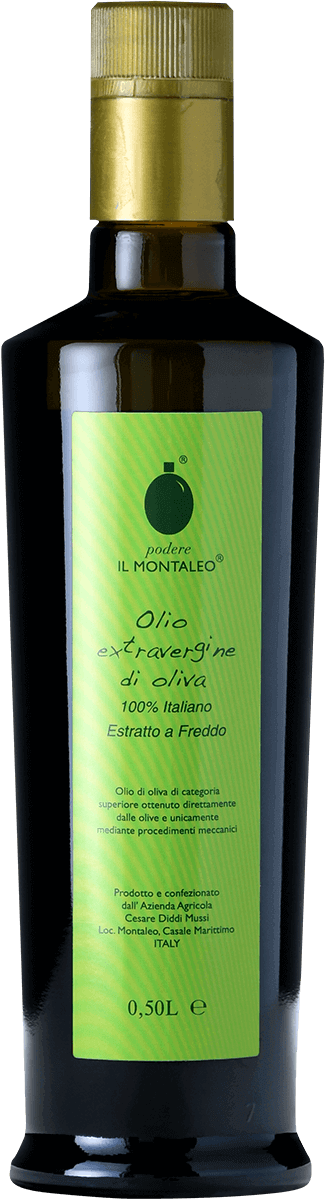 ®
podere
IL MONTALEO®
Olio
extravergine
di oliva
100% Italiano
Estratto a Freddo
Olio di oliva di categoria
superiore ottenuto direttamente
dalle olive e unicamente
mediante procedimenti meccanici
Prodotto e confezionato
dall' Azienda Agricola
Cesare Diddi Mussi
Loc. Montaleo, Casale Marittimo
ITALY
0,50L ℮